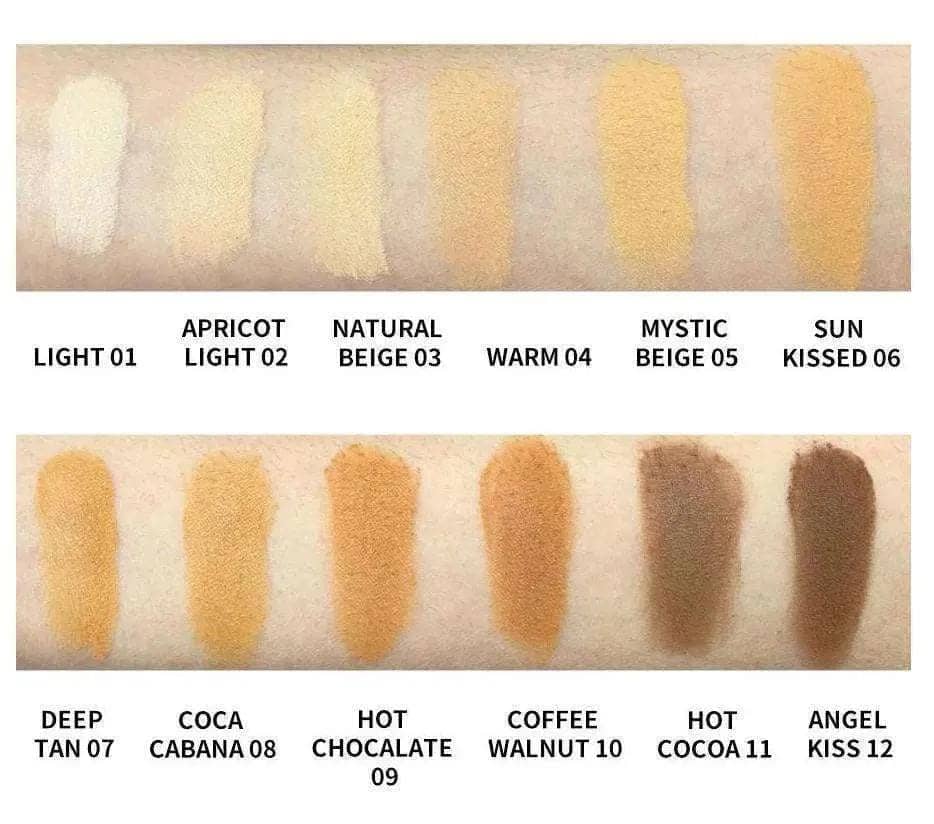 LIGHT 01
APRICOT
LIGHT 02
NATURAL
BEIGE 03
WARM 04
MYSTIC
BEIGE 05
SUN
KISSED 06
DEEP
TAN 07
COCA
CABANA 08
HOT
CHOCALATE
09
COFFEE
WALNUT 10
HOT
COCOA 11
ANGEL
KISS 12